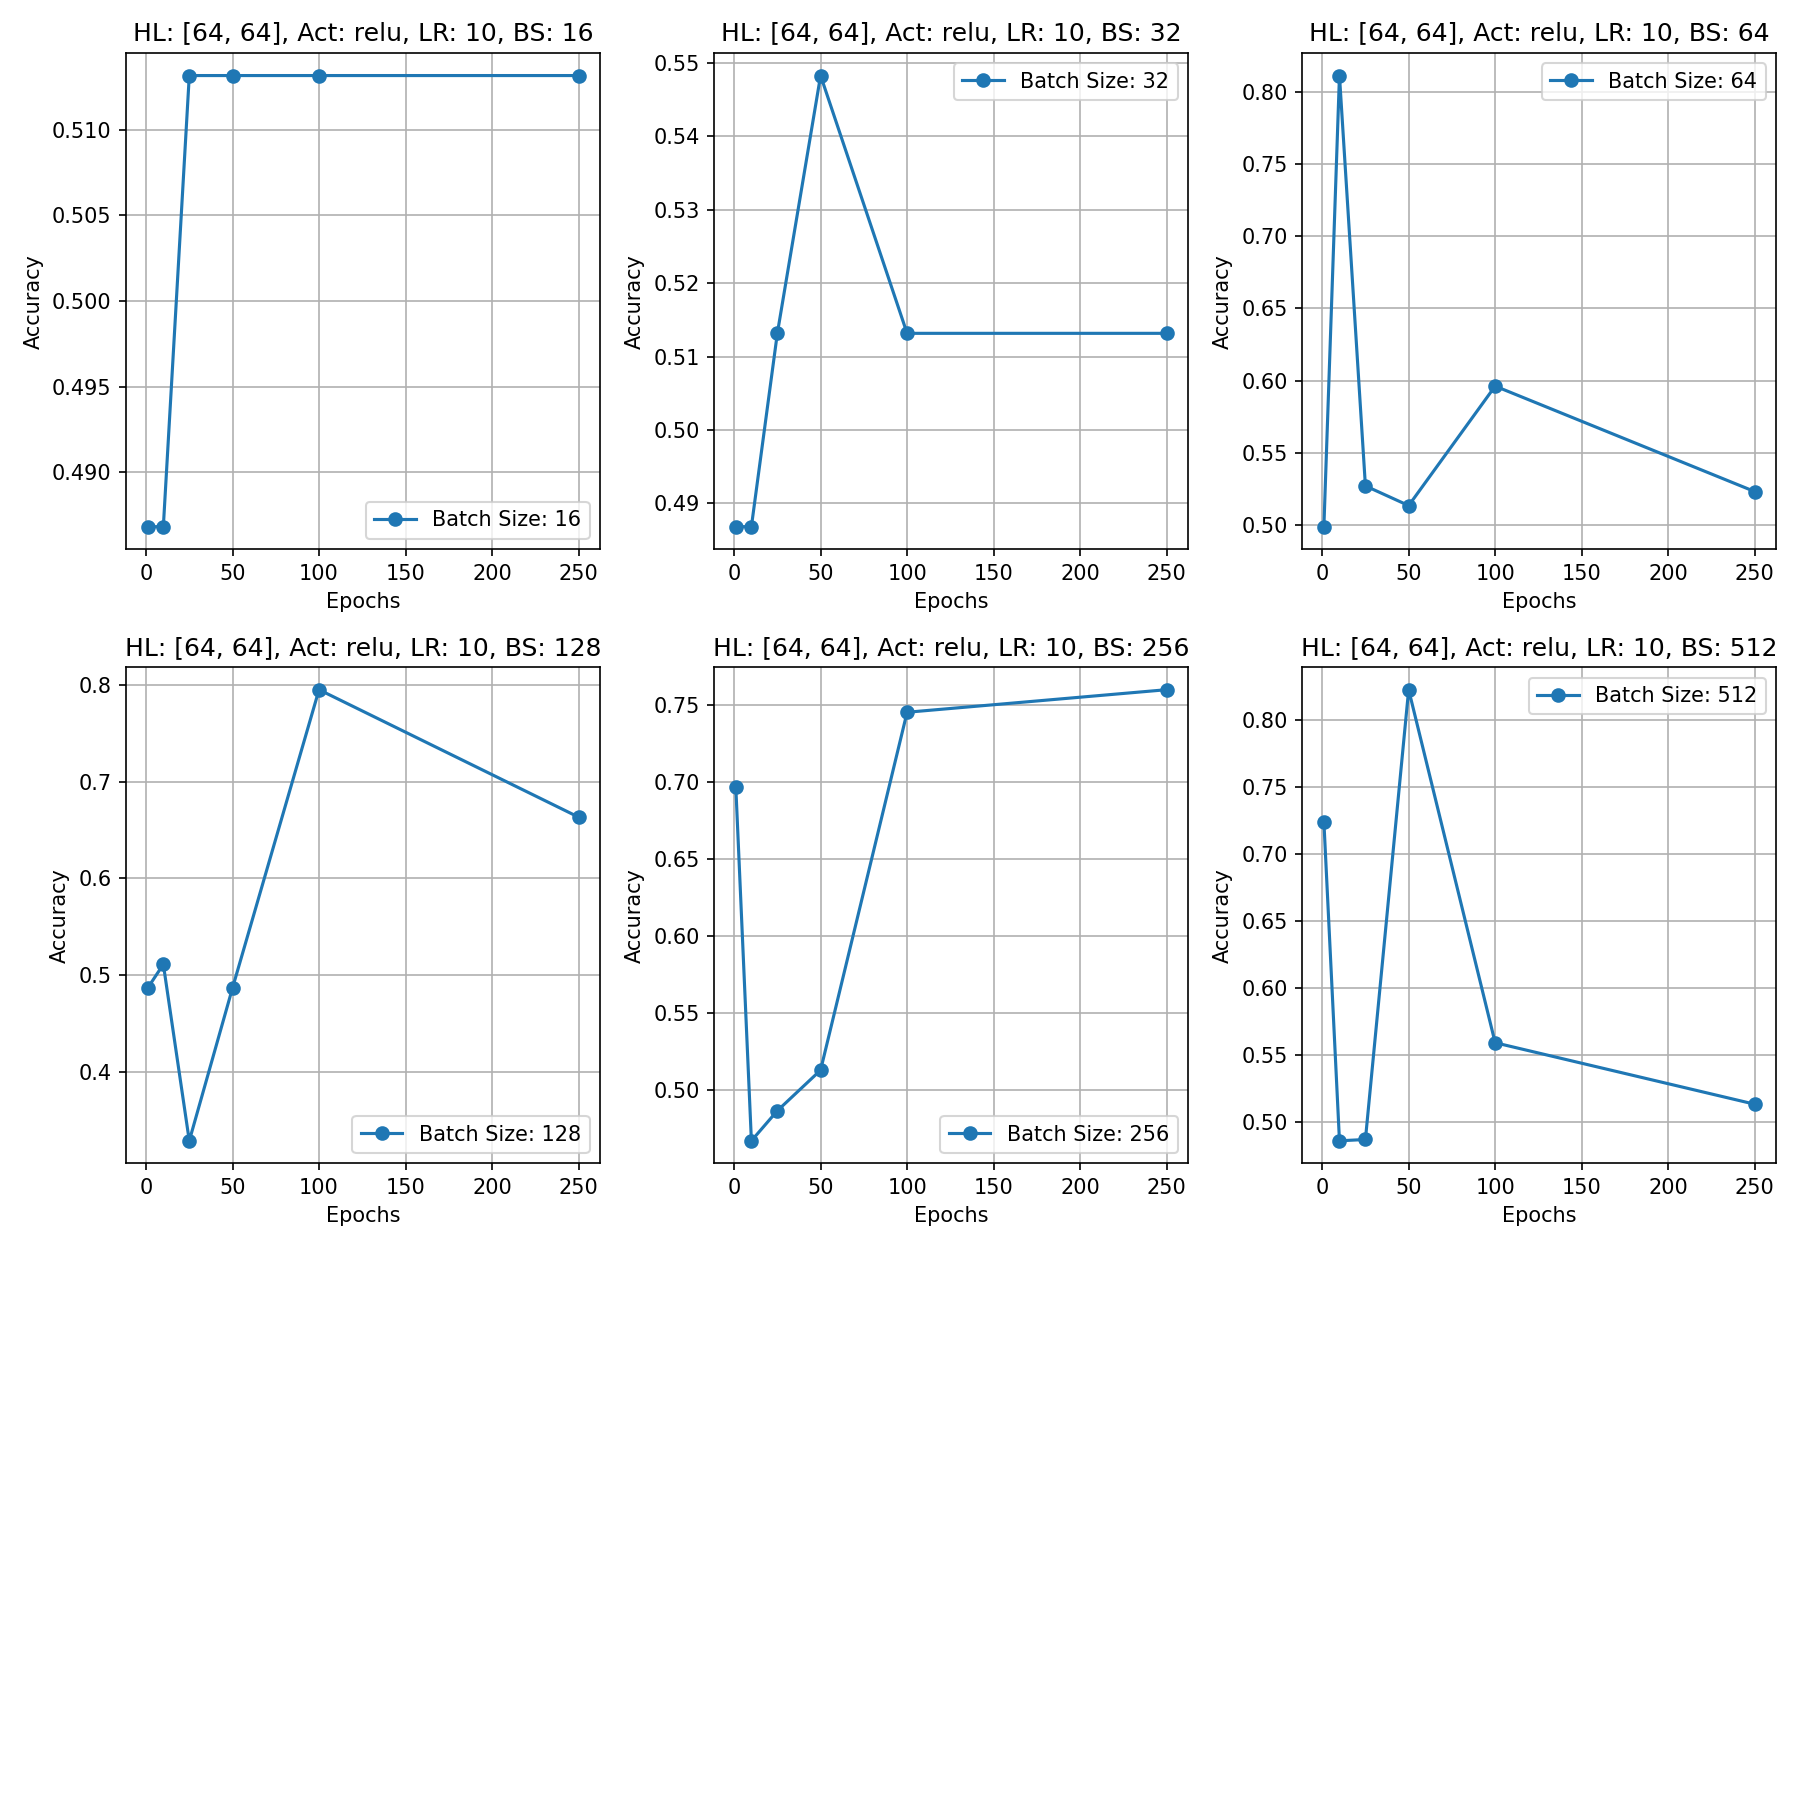 HL: [64, 64], Act: relu, LR: 10, BS: 16
0.510
0.505
0.500
0.495
0.490
Accuracy
Batch Size: 16
0 50 100 150 200 250
Epochs
HL: [64, 64], Act: relu, LR: 10, BS: 32
0.55
0.54
0.53
0.52
0.51
0.50
0.49
Accuracy
Batch Size: 32
0 50 100 150 200 250
Epochs
HL: [64, 64], Act: relu, LR: 10, BS: 64
0.80
0.75
0.70
0.65
0.60
0.55
0.50
Accuracy
Batch Size: 64
0 50 100 150 200 250
Epochs
HL: [64, 64], Act: relu, LR: 10, BS: 128
0.8
0.7
0.6
0.5
0.4
Accuracy
Batch Size: 128
0 50 100 150 200 250
Epochs
HL: [64, 64], Act: relu, LR: 10, BS: 256
0.75
0.70
0.65
0.60
0.55
0.50
Accuracy
Batch Size: 256
0 50 100 150 200 250
Epochs
HL: [64, 64], Act: relu, LR: 10, BS: 512
0.80
0.75
0.70
0.65
0.60
0.55
0.50
Accuracy
Batch Size: 512
0 50 100 150 200 250
Epochs